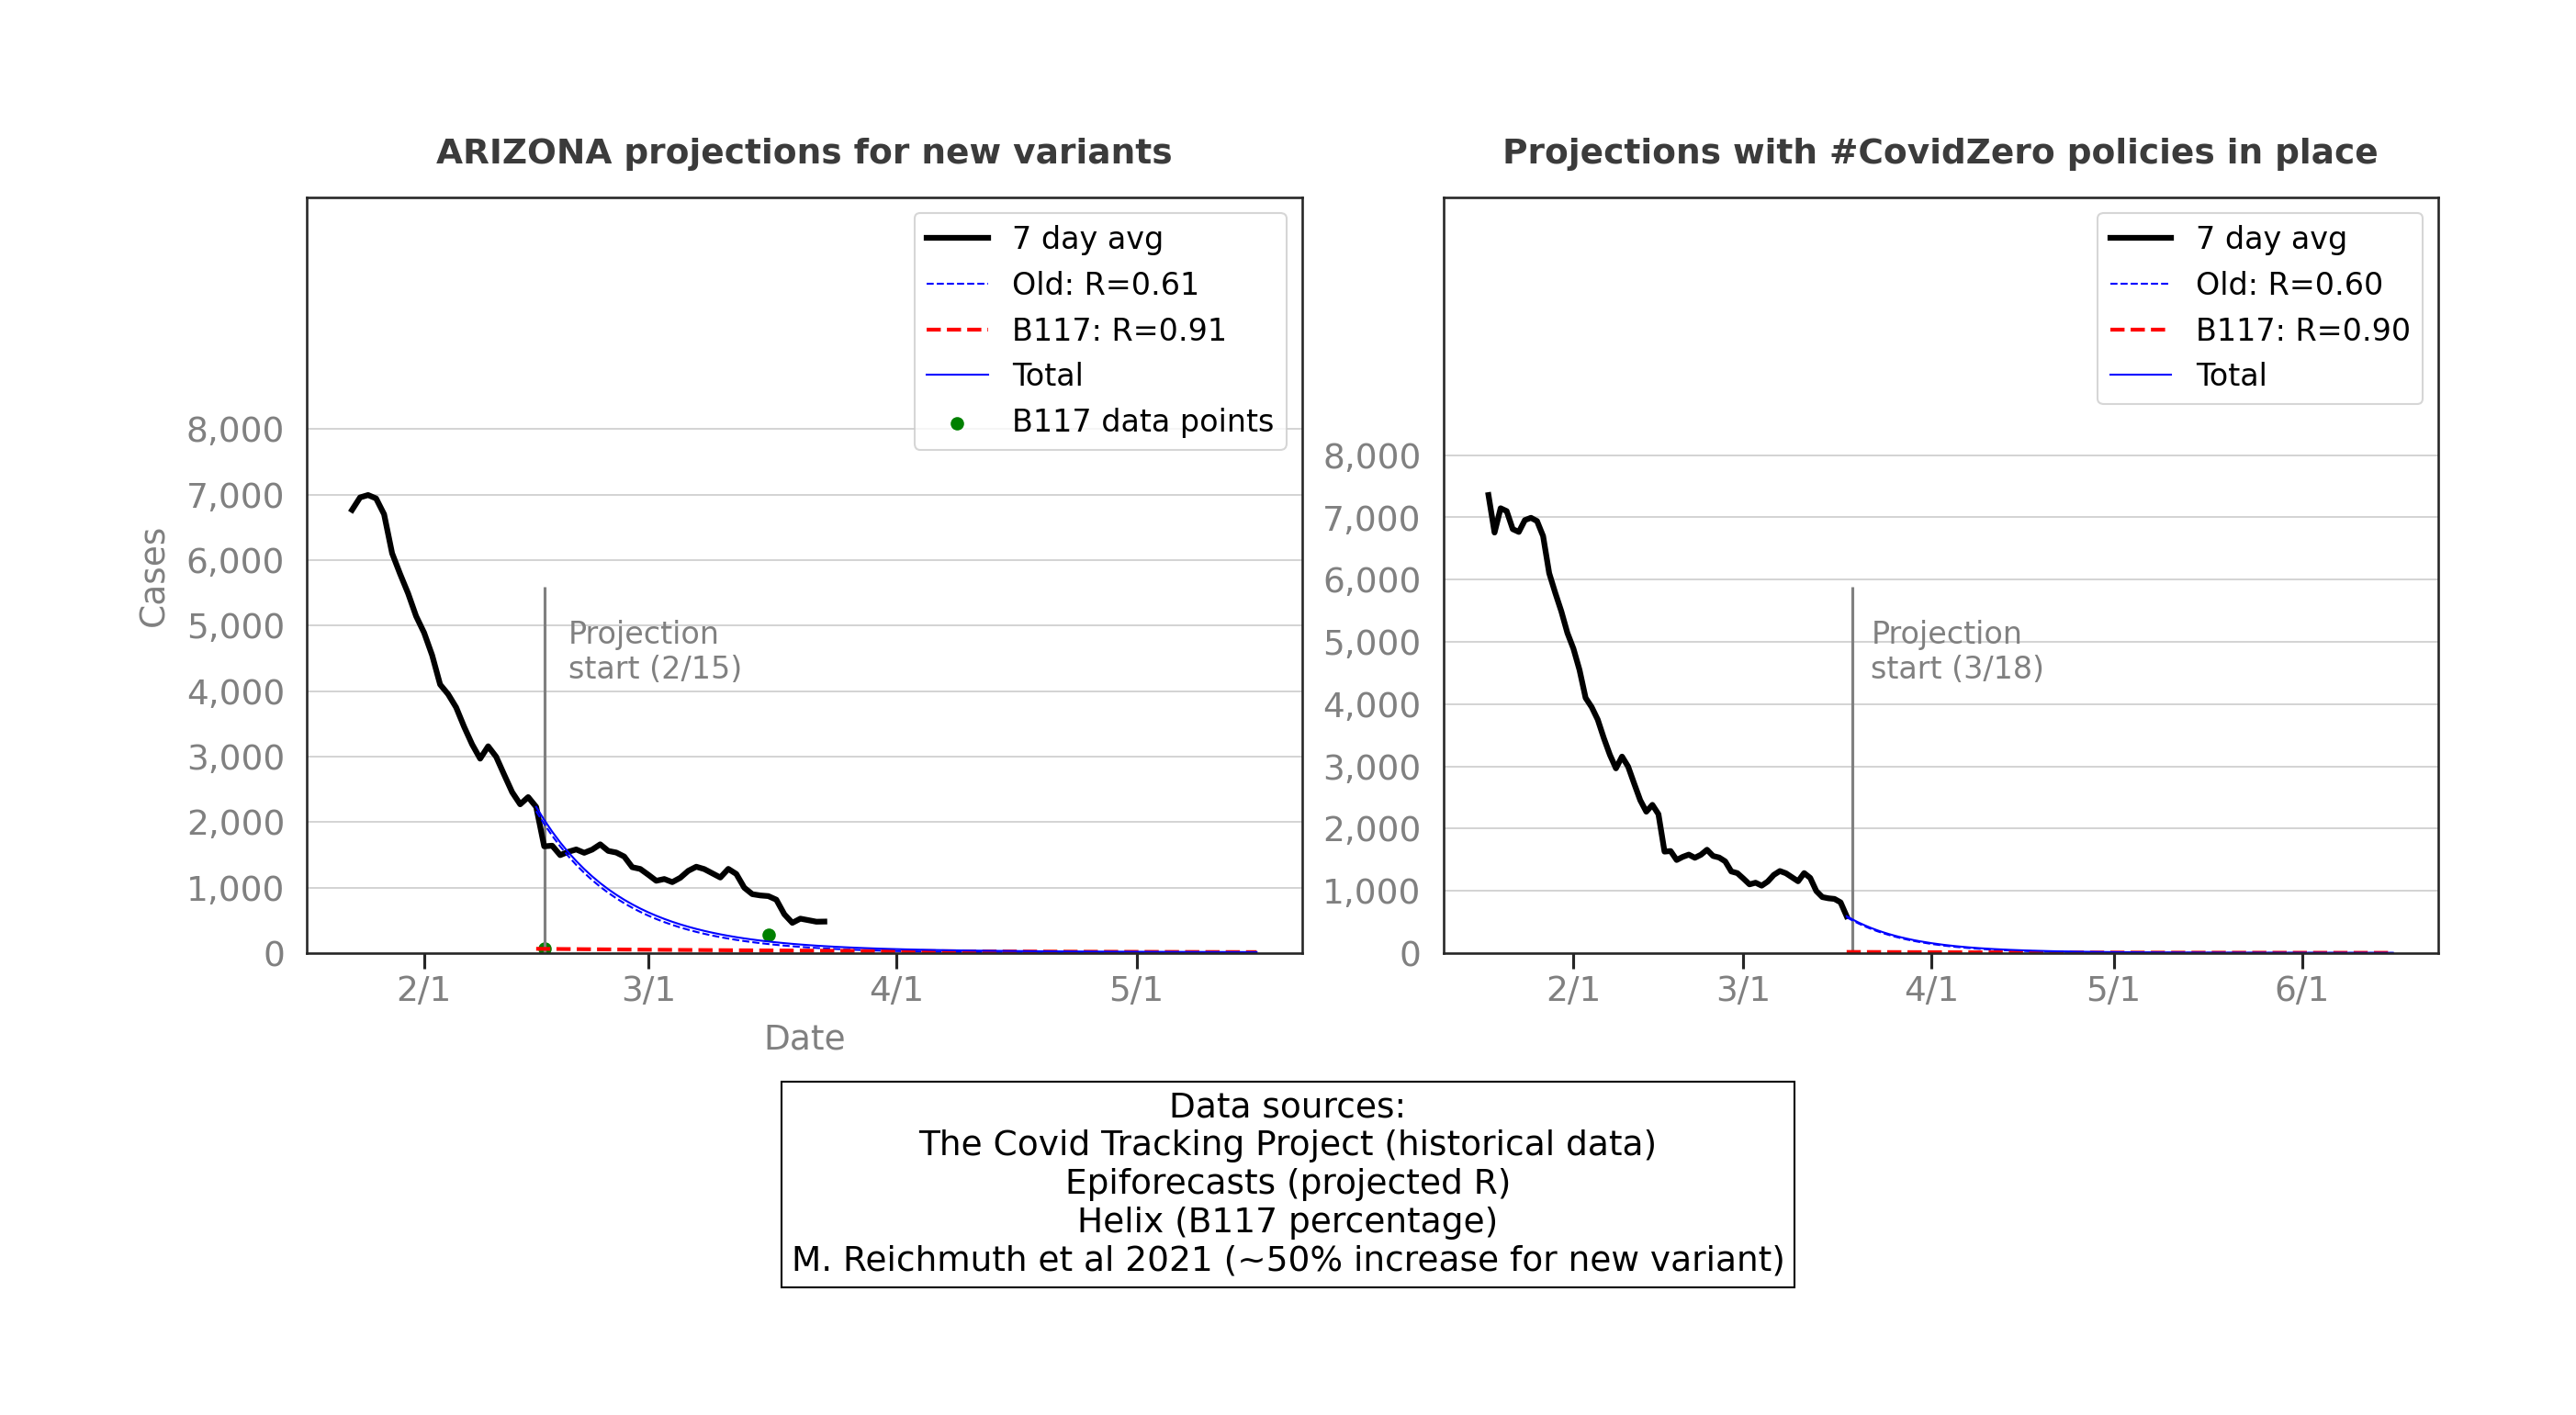 ARIZONA projections for new variants
7 day avg
Old: R=0.61
B117: R=0.91
Total
B117 data points
8,000
7,000
6,000
5,000
4,000
3,000
2,000
1,000
0
Cases
Projection
start (2/15)
2/1
3/1
4/1
5/1
Date
Projections with #CovidZero policies in place
7 day avg
Old: R=0.60
B117: R=0.90
Total
8,000
7,000
6,000
5,000
4,000
3,000
2,000
1,000
0
Projection
start (3/18)
2/1
3/1
4/1
5/1
6/1
Data sources:
The Covid Tracking Project (historical data)
Epiforecasts (projected R)
Helix (B117 percentage)
M. Reichmuth et al 2021 (~50% increase for new variant)